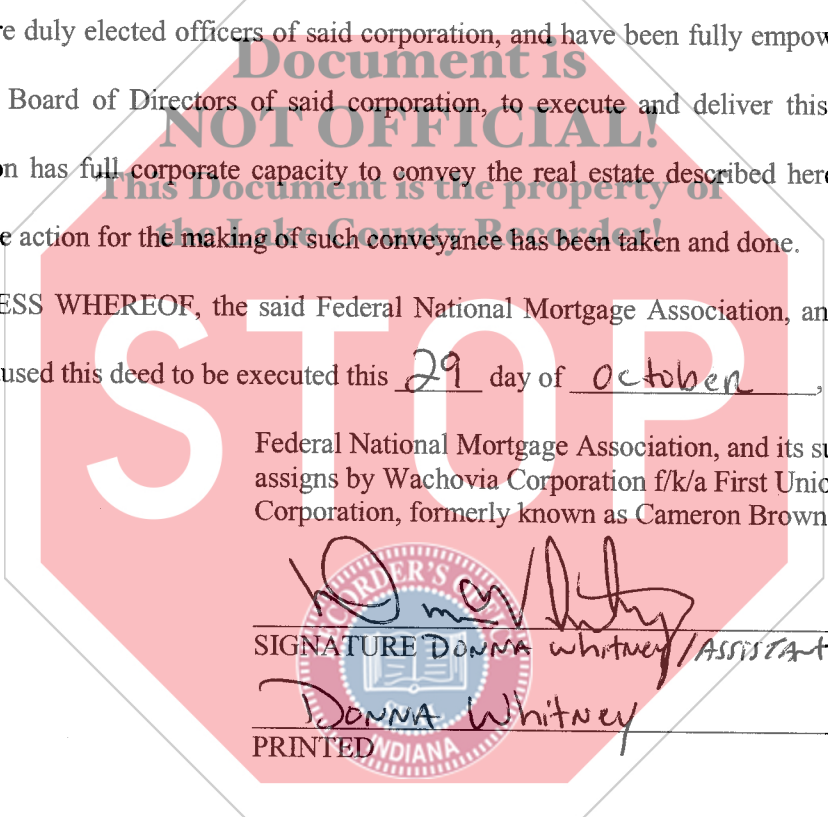 re duly elected officers of said corporation, and have been fully empow
Document is
Board of Directors of said corporation, to execute and deliver this
NOT OFFICIAL!
on has full corporate capacity to convey the real estate described here
This Document is the property of
the Lake County Recorder!
e action for the making of such conveyance has been taken and done.
ESS WHEREOF, the said Federal National Mortgage Association, an
used this deed to be executed this 29 day of October,
STOP
Federal National Mortgage Association, and its su
assigns by Wachovia Corporation f/k/a First Unio
Corporation, formerly known as Cameron Brown
SIGNATURE DONNA Whitney / ASSISTANT
DONNA Whitney
PRINTED
INDIANA